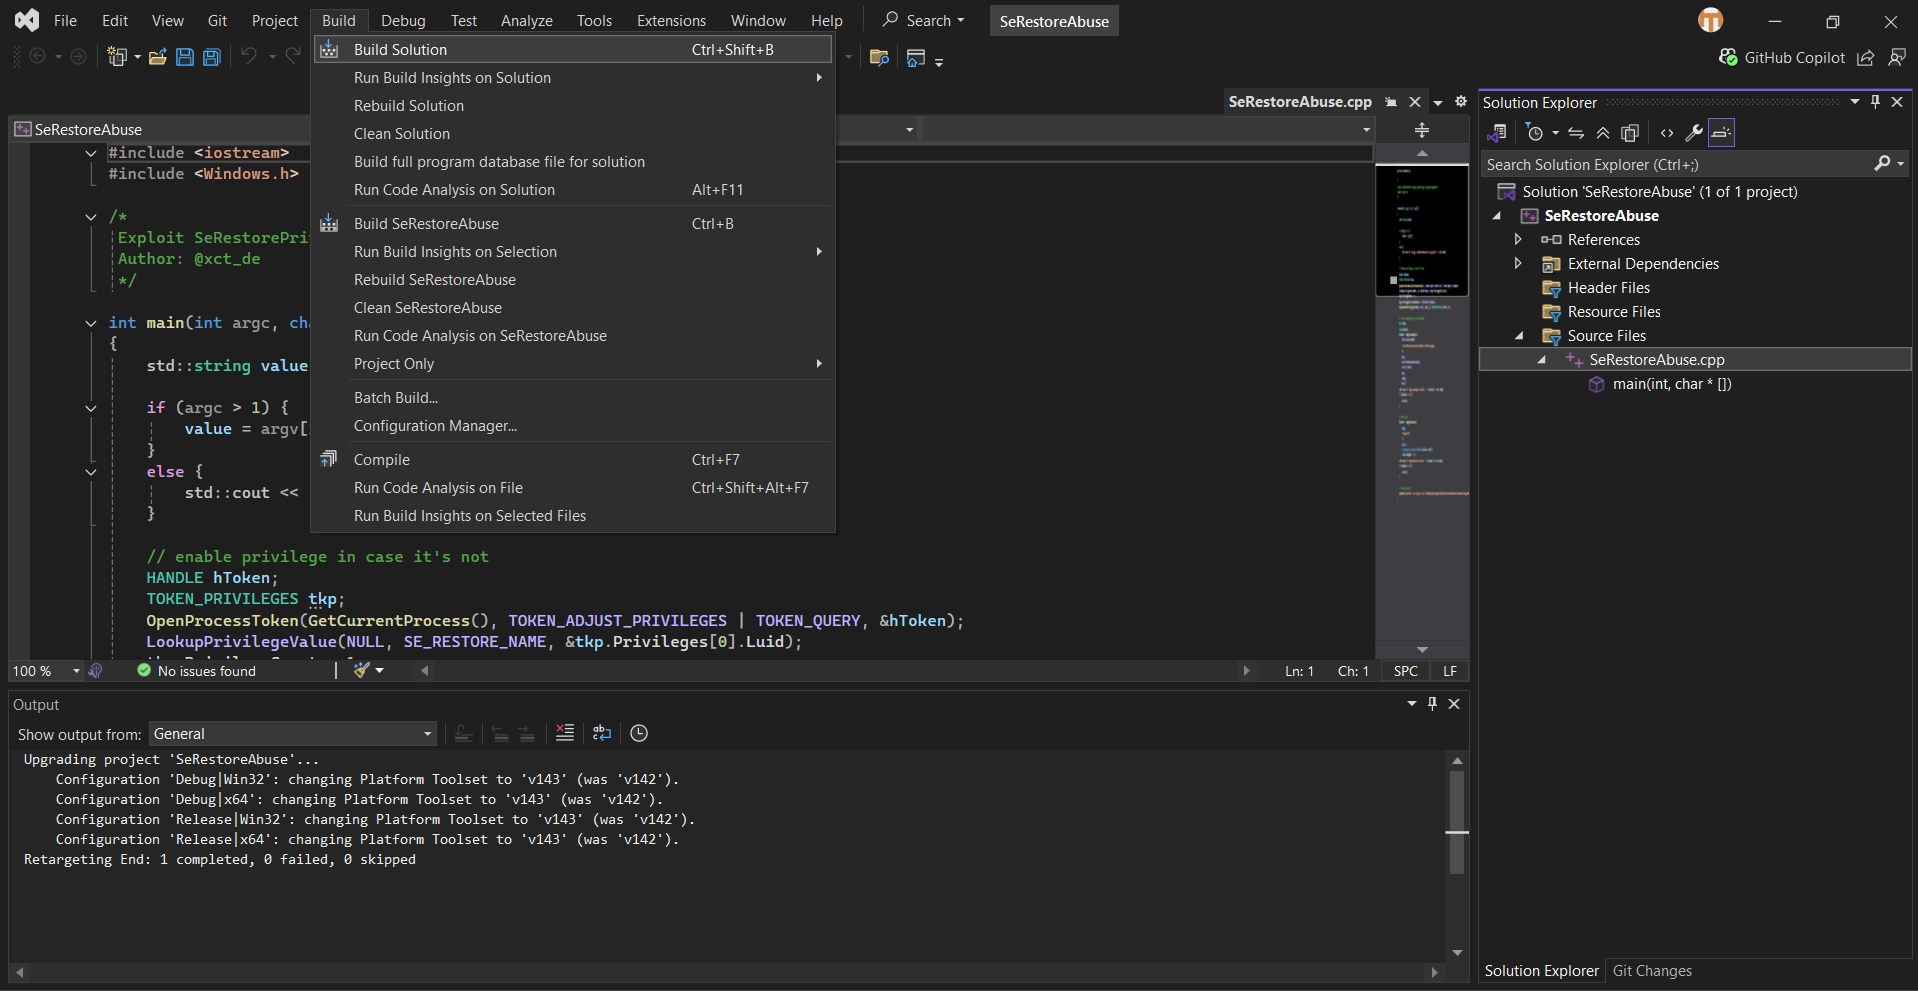 File Edit View Git Project Build Debug Test Analyze Tools Extensions Window Help Search SeRestoreAbuse
GitHub Copilot
Build Solution Ctrl+Shift+B
Run Build Insights on Solution
Rebuild Solution
Clean Solution
Build full program database file for solution
Run Code Analysis on Solution Alt+F11
Build SeRestoreAbuse Ctrl+B
Run Build Insights on Selection
Rebuild SeRestoreAbuse
Clean SeRestoreAbuse
Run Code Analysis on SeRestoreAbuse
Project Only
Batch Build...
Configuration Manager...
Compile Ctrl+F7
Run Code Analysis on File Ctrl+Shift+Alt+F7
Run Build Insights on Selected Files
SeRestoreAbuse.cpp
SeRestoreAbuse
#include <iostream>
#include <Windows.h>
/*
Exploit SeRestorePri
Author: @xct_de
*/
int main(int argc, cha
{
std::string value
if (argc > 1) {
value = argv[
}
else {
std::cout <<
}
// enable privilege in case it's not
HANDLE hToken;
TOKEN_PRIVILEGES tkp;
OpenProcessToken(GetCurrentProcess(), TOKEN_ADJUST_PRIVILEGES | TOKEN_QUERY, &hToken);
LookupPrivilegeValue(NULL, SE_RESTORE_NAME, &tkp.Privileges[0].Luid);
100 % No issues found Ln: 1 Ch: 1 SPC LF
Output
Show output from: General
Upgrading project 'SeRestoreAbuse'...
Configuration 'Debug|Win32': changing Platform Toolset to 'v143' (was 'v142').
Configuration 'Debug|x64': changing Platform Toolset to 'v143' (was 'v142').
Configuration 'Release|Win32': changing Platform Toolset to 'v143' (was 'v142').
Configuration 'Release|x64': changing Platform Toolset to 'v143' (was 'v142').
Retargeting End: 1 completed, 0 failed, 0 skipped
Solution Explorer
Search Solution Explorer (Ctrl+;)
Solution 'SeRestoreAbuse' (1 of 1 project)
SeRestoreAbuse
References
External Dependencies
Header Files
Resource Files
Source Files
SeRestoreAbuse.cpp
main(int, char * [])
Solution Explorer Git Changes